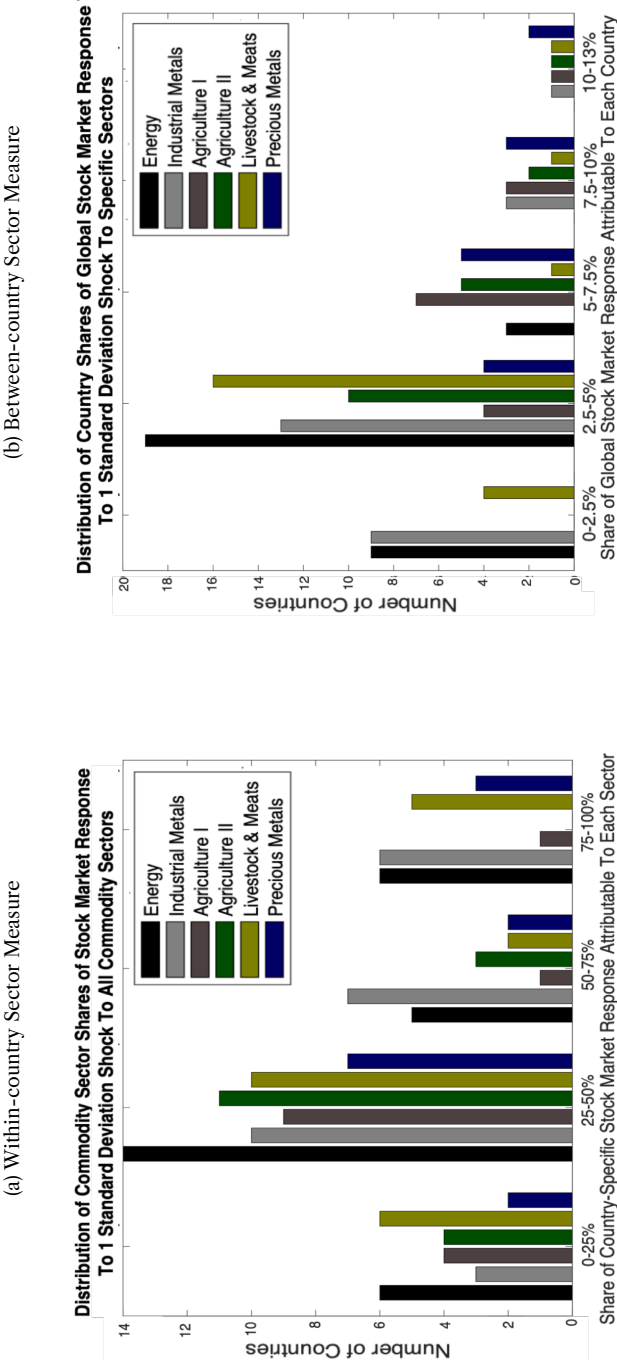 (a) Within-country Sector Measure
Distribution of Commodity Sector Shares of Stock Market Response
To 1 Standard Deviation Shock To All Commodity Sectors
Energy
Industrial Metals
Agriculture I
Agriculture II
Livestock & Meats
Precious Metals
14
12
10
8
6
4
2
0
Number of Countries
0-25%
25-50%
50-75%
75-100%
Share of Country-Specific Stock Market Response Attributable To Each Sector
(b) Between-country Sector Measure
Distribution of Country Shares of Global Stock Market Response
To 1 Standard Deviation Shock To Specific Sectors
Energy
Industrial Metals
Agriculture I
Agriculture II
Livestock & Meats
Precious Metals
20
18
16
14
12
10
8
6
4
2
0
Number of Countries
0-2.5%
2.5-5%
5-7.5%
7.5-10%
10-13%
Share of Global Stock Market Response Attributable To Each Country